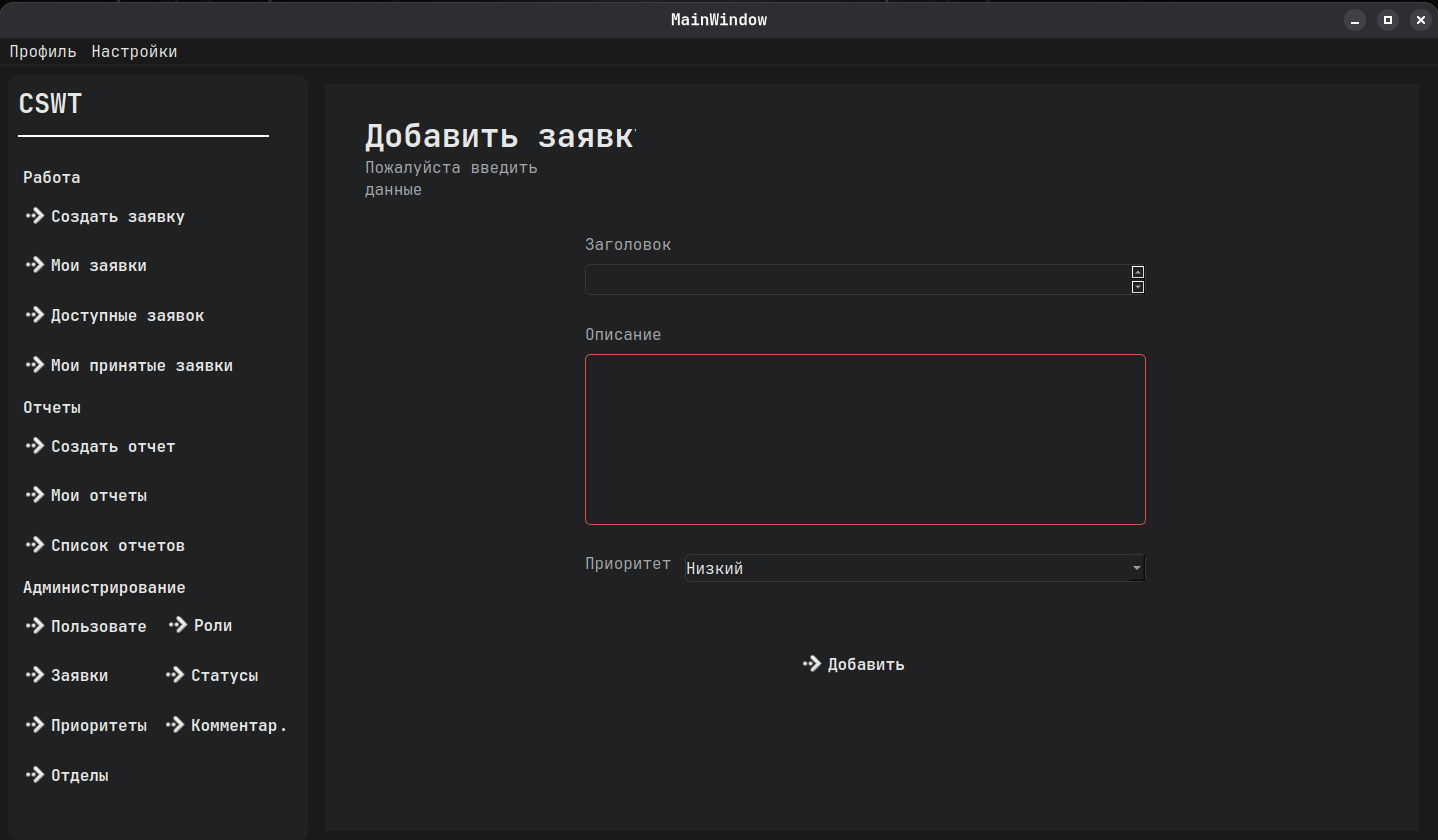 MainWindow
Профиль Настройки
CSWT
Работа
Создать заявку
Мои заявки
Доступные заявок
Мои принятые заявки
Отчеты
Создать отчет
Мои отчеты
Список отчетов
Администрирование
Пользовате Роли
Заявки Статусы
Приоритеты Комментар.
Отделы
Добавить заявк
Пожалуйста введить
данные
Заголовок
Описание
Приоритет Низкий
Добавить